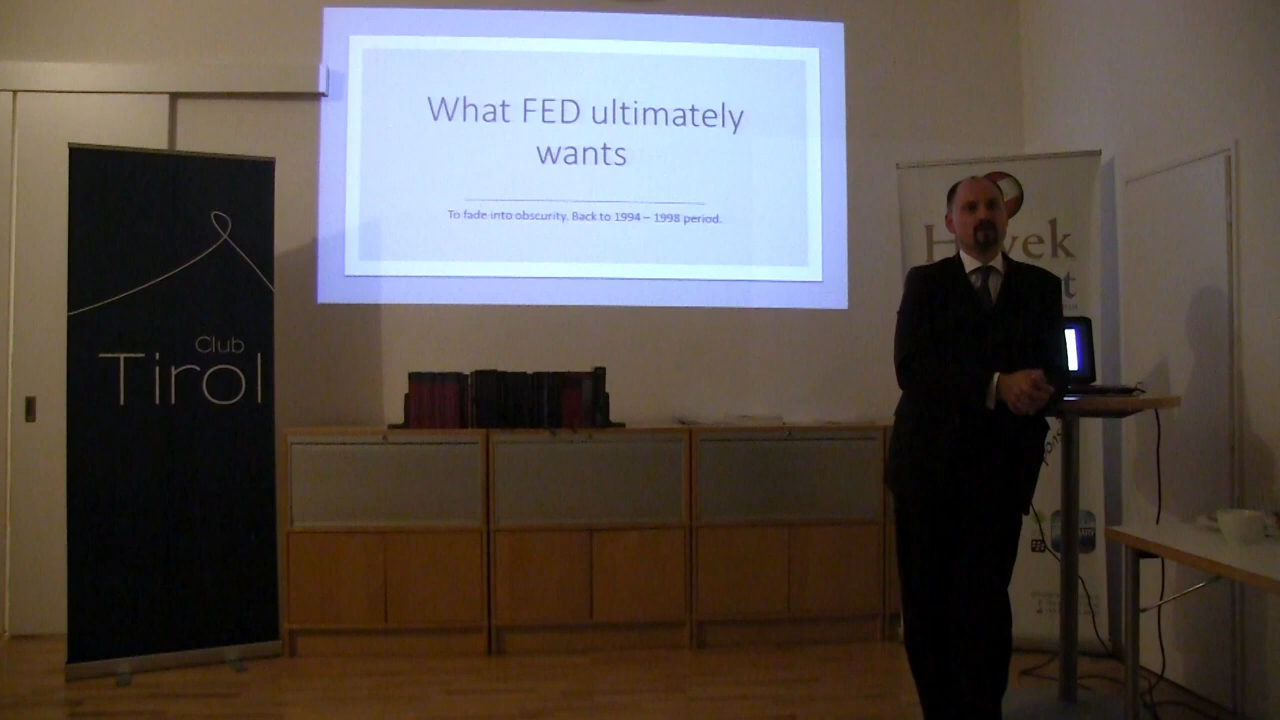 What FED ultimately
wants
To fade into obscurity. Back to 1994 – 1998 period.
Club
Tirol